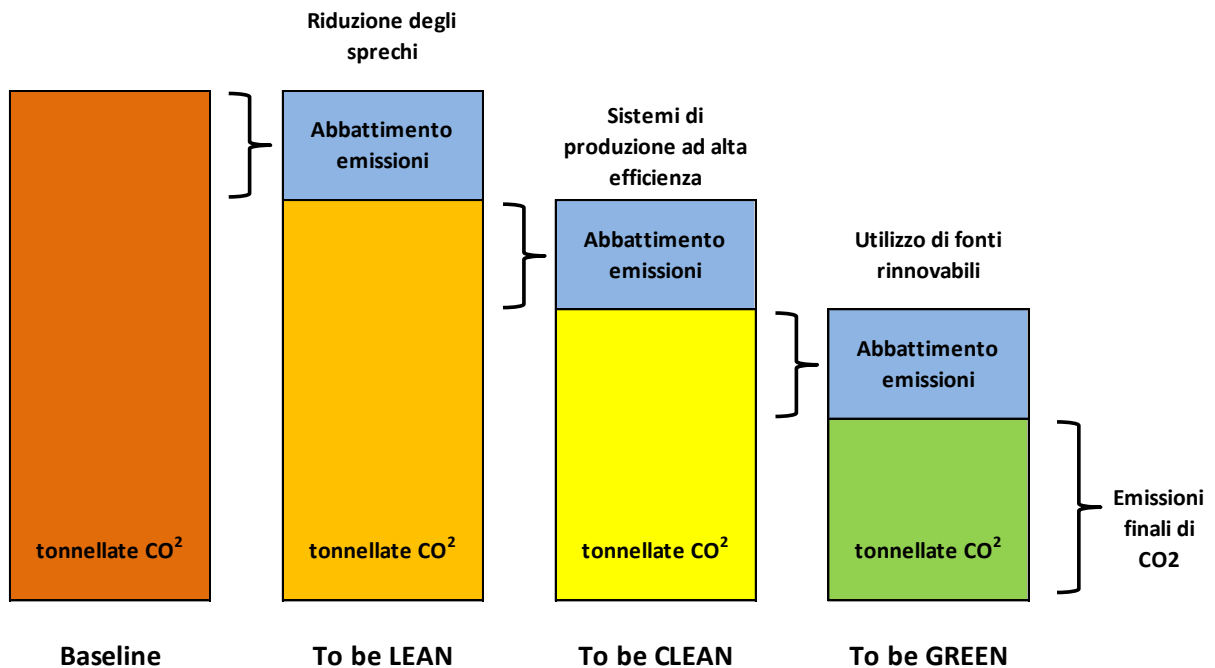 Riduzione degli
sprechi
Abbattimento
emissioni
Sistemi di
produzione ad alta
efficienza
Abbattimento
emissioni
Utilizzo di fonti
rinnovabili
Abbattimento
emissioni
tonnellate CO²
tonnellate CO²
tonnellate CO²
tonnellate CO²
Emissioni
finali di
CO2
Baseline
To be LEAN
To be CLEAN
To be GREEN